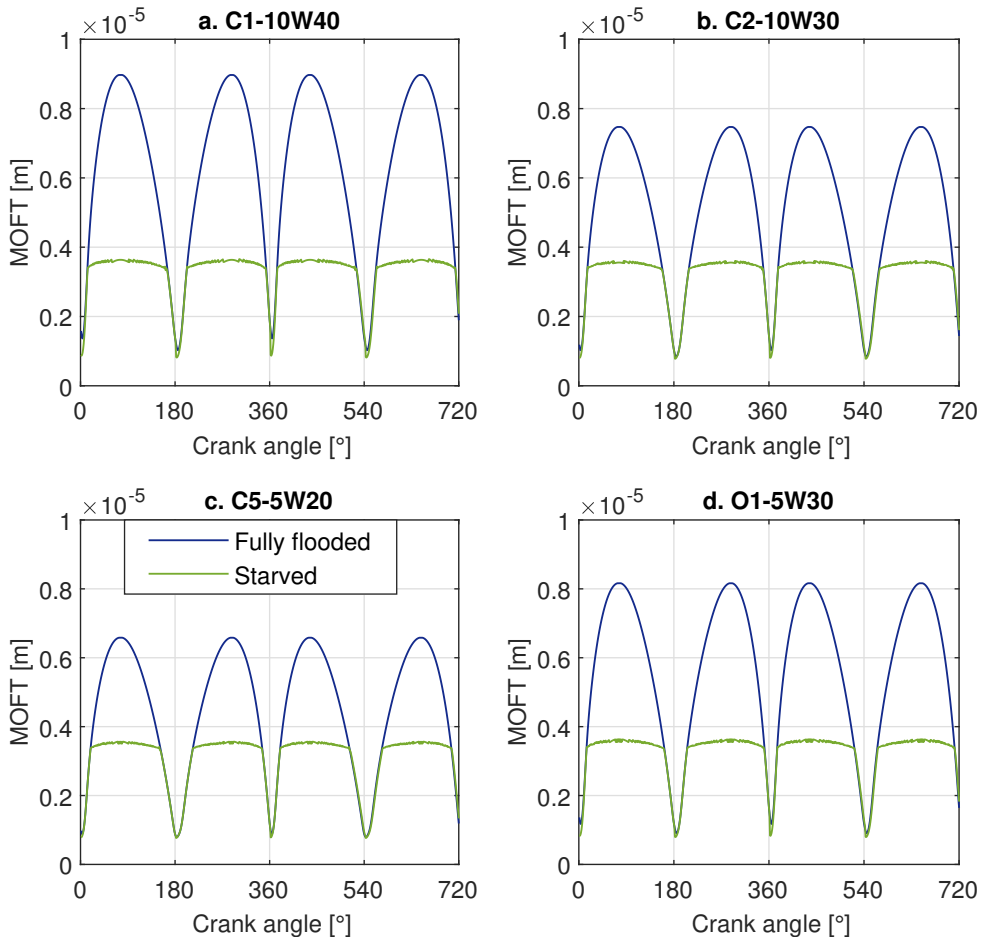 a. C1-10W40
×10^-5
MOFT [m]
1
0.8
0.6
0.4
0.2
0
0 180 360 540 720
Crank angle [°]
b. C2-10W30
×10^-5
MOFT [m]
1
0.8
0.6
0.4
0.2
0
0 180 360 540 720
Crank angle [°]
c. C5-5W20
×10^-5
MOFT [m]
1
0.8
0.6
0.4
0.2
0
Fully flooded
Starved
0 180 360 540 720
Crank angle [°]
d. O1-5W30
×10^-5
MOFT [m]
1
0.8
0.6
0.4
0.2
0
0 180 360 540 720
Crank angle [°]